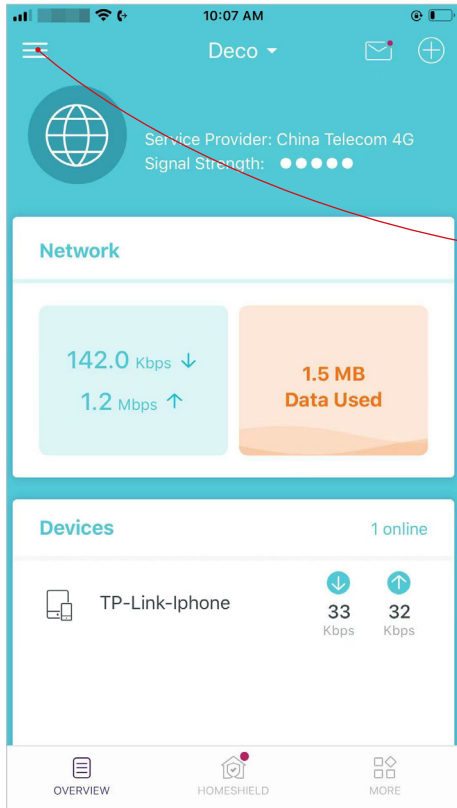 10:07 AM
Deco
Service Provider: China Telecom 4G
Signal Strength:
Network
142.0 Kbps ↓
1.2 Mbps ↑
1.5 MB
Data Used
Devices
1 online
TP-Link-Iphone
33
Kbps
32
Kbps
OVERVIEW
HOMESHIELD
MORE